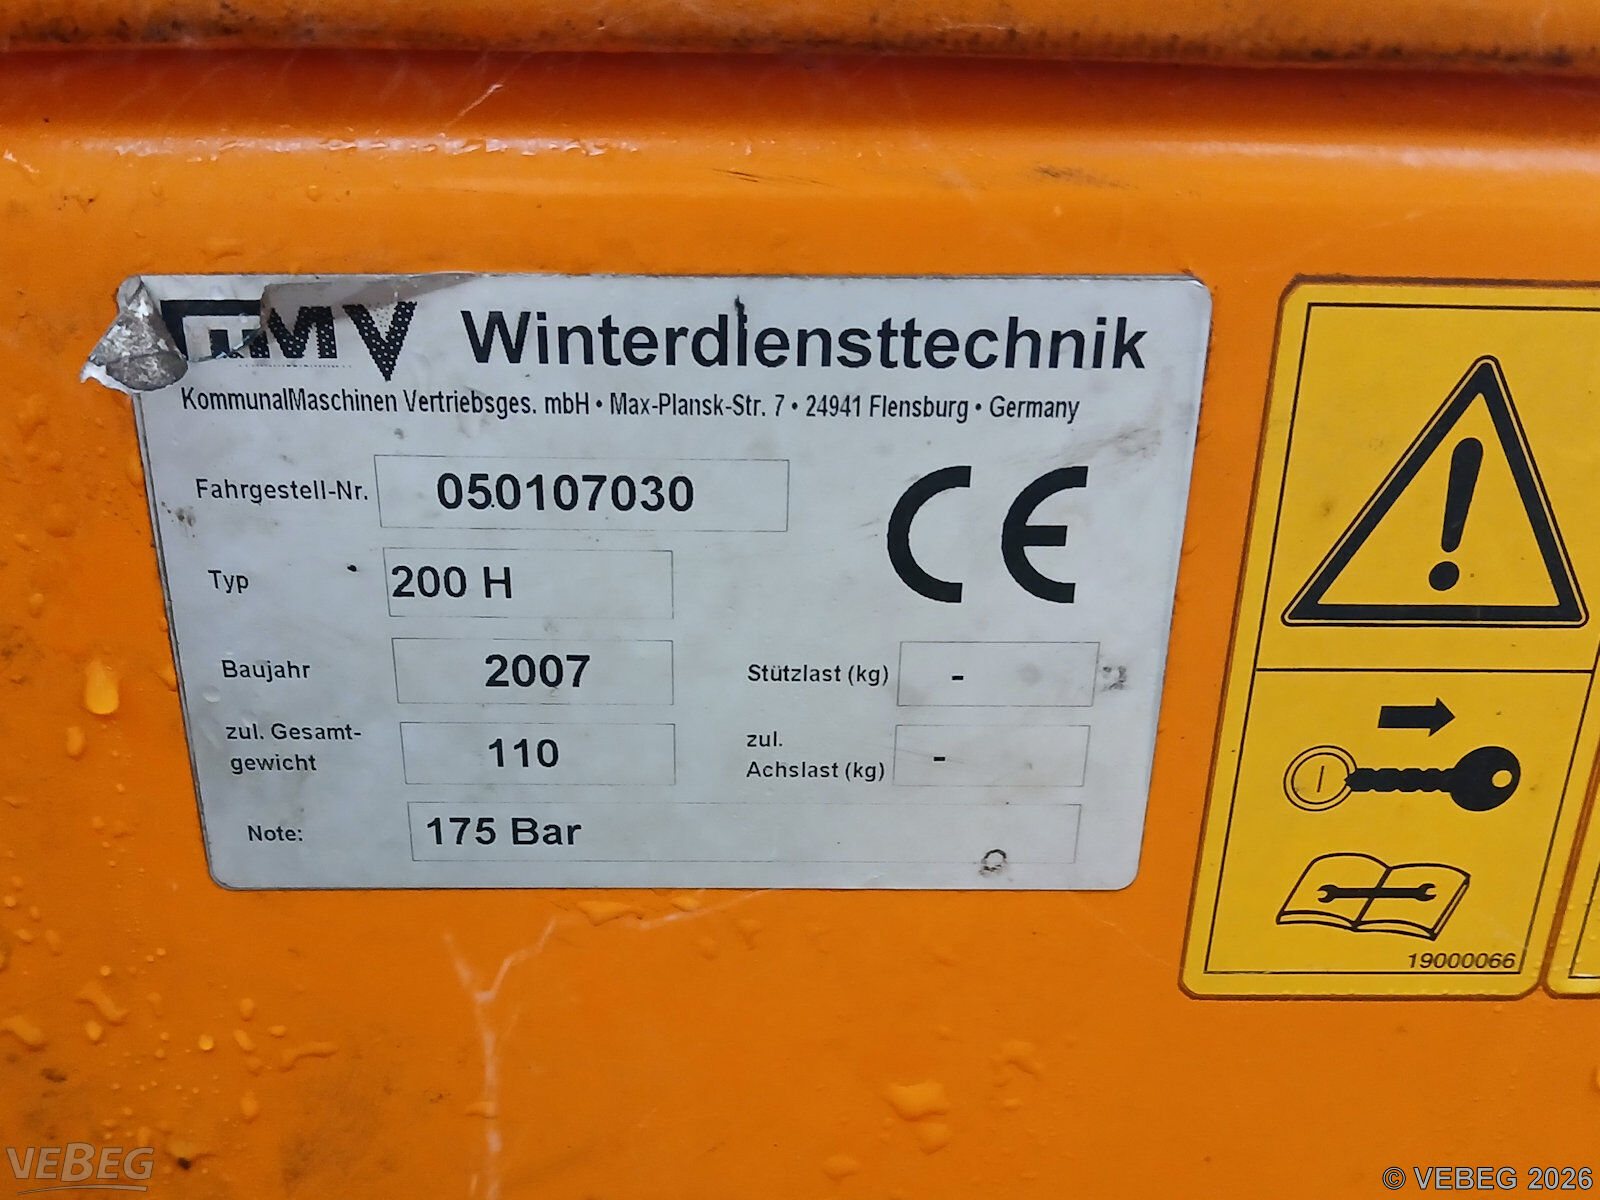 MV Winterdiensttechnik
KommunalMaschinen Vertriebsges. mbH • Max-Plansk-Str. 7 • 24941 Flensburg • Germany
Fahrgestell-Nr. 050107030
CE
Typ 200 H
Baujahr 2007
Stützlast (kg) -
zul. Gesamt-
gewicht 110
zul.
Achslast (kg) -
Note: 175 Bar
19000066
VEBEG
© VEBEG 2026